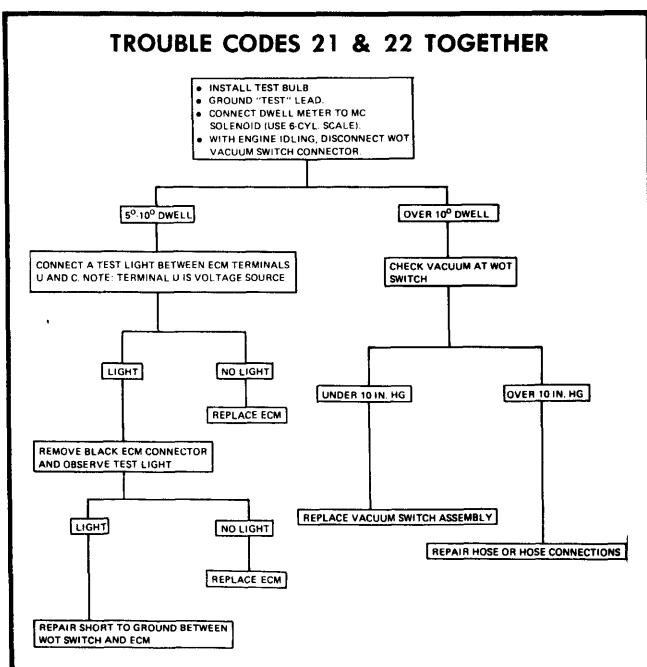 TROUBLE CODES 21 & 22 TOGETHER
• INSTALL TEST BULB
• GROUND "TEST" LEAD.
• CONNECT DWELL METER TO MC
SOLENOID (USE 6-CYL. SCALE).
• WITH ENGINE IDLING, DISCONNECT WOT
VACUUM SWITCH CONNECTOR.
5°-10° DWELL
OVER 10° DWELL
CONNECT A TEST LIGHT BETWEEN ECM TERMINALS
U AND C. NOTE: TERMINAL U IS VOLTAGE SOURCE
CHECK VACUUM AT WOT
SWITCH
LIGHT
NO LIGHT
UNDER 10 IN. HG
OVER 10 IN. HG
REPLACE ECM
REMOVE BLACK ECM CONNECTOR
AND OBSERVE TEST LIGHT
LIGHT
NO LIGHT
REPLACE VACUUM SWITCH ASSEMBLY
REPAIR HOSE OR HOSE CONNECTIONS
REPLACE ECM
REPAIR SHORT TO GROUND BETWEEN
WOT SWITCH AND ECM